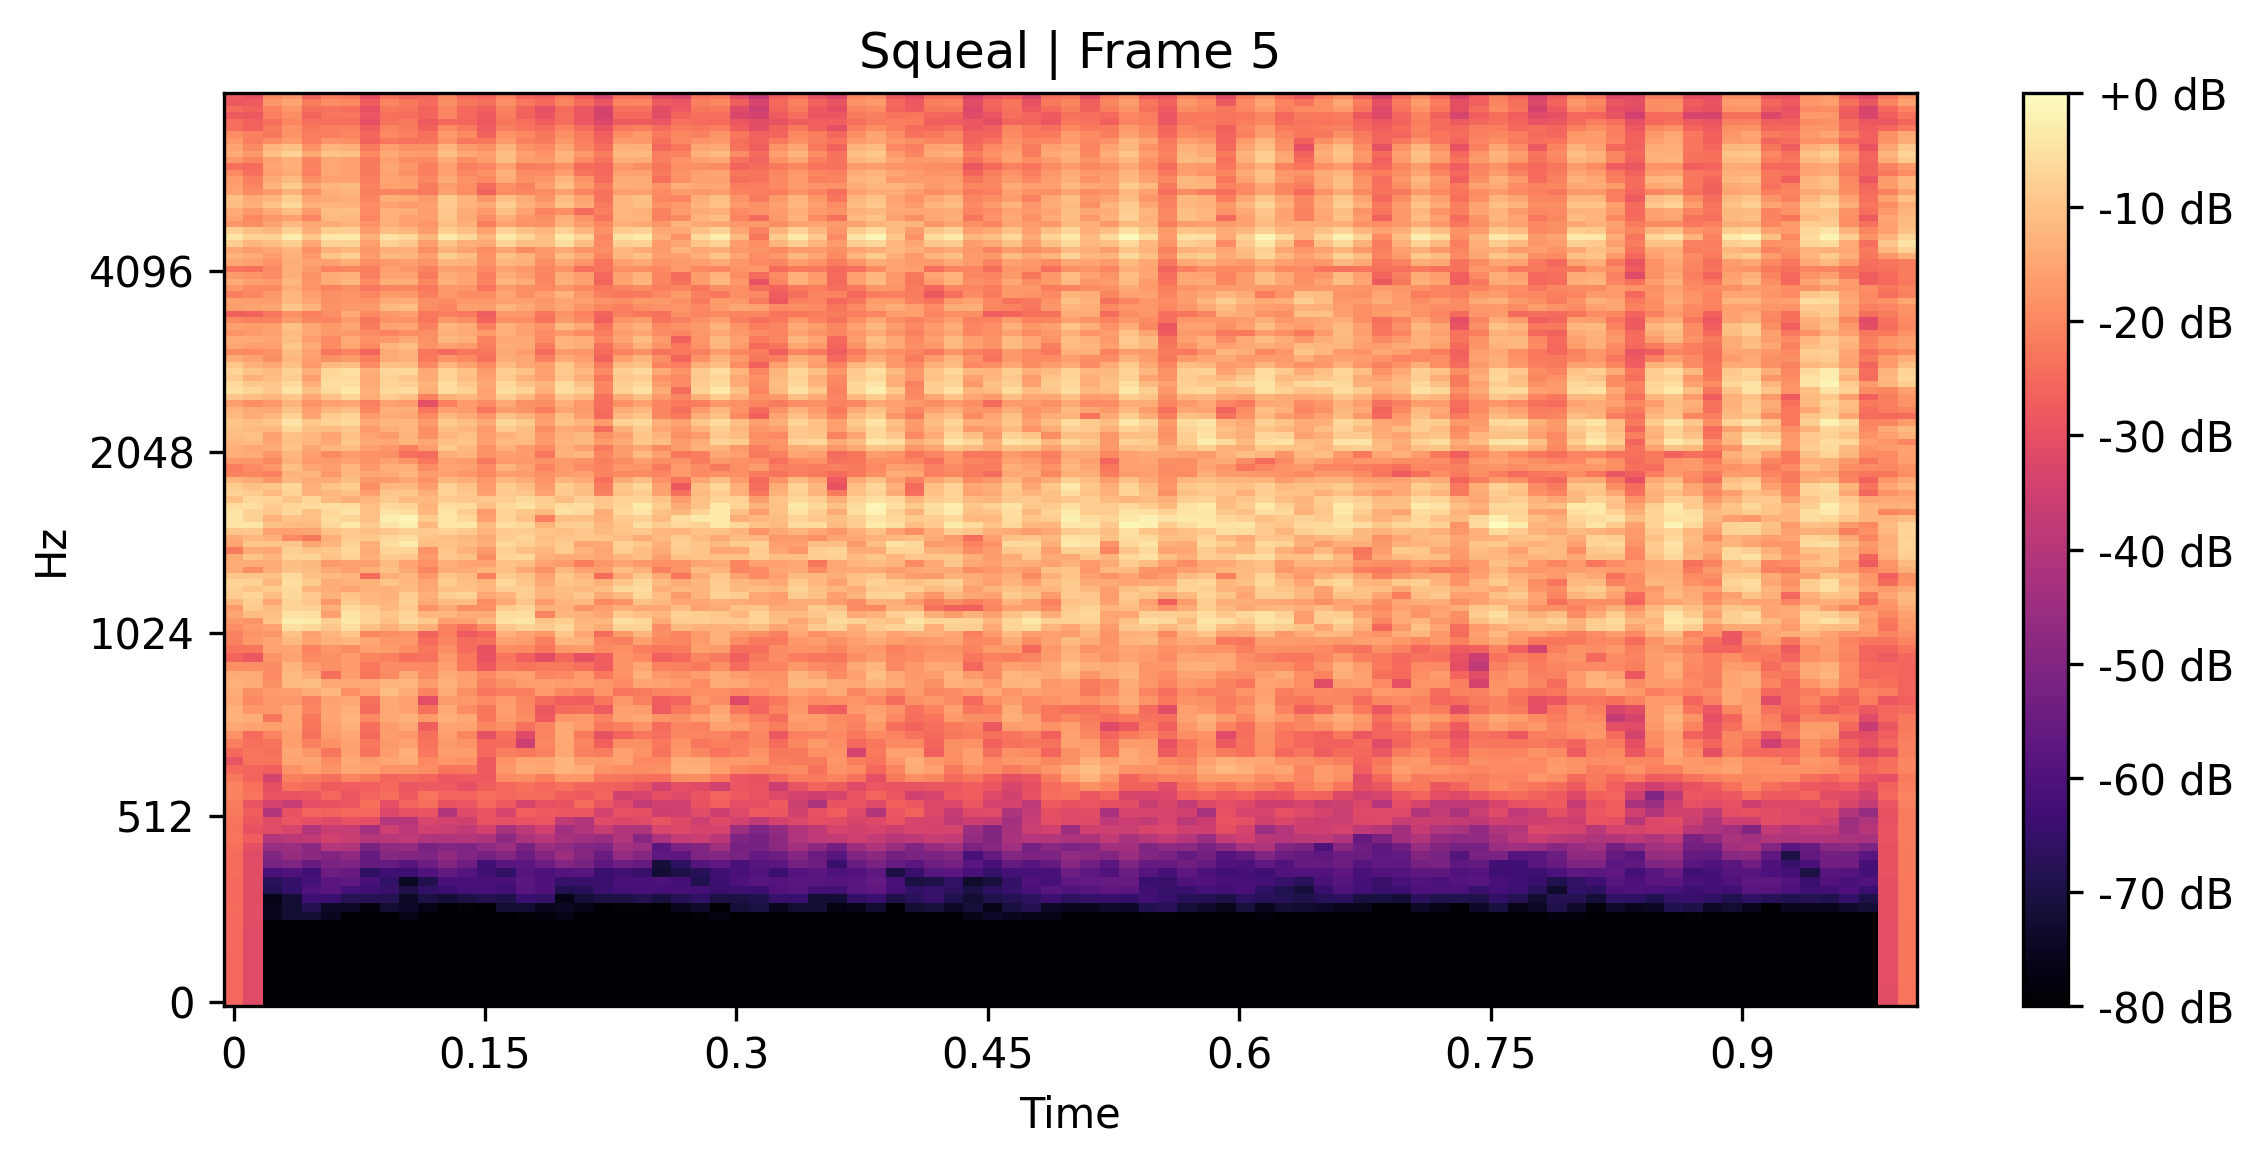 Squeal | Frame 5
+0 dB
-10 dB
4096
-20 dB
-30 dB
2048
Hz
-40 dB
1024
-50 dB
512
-60 dB
-70 dB
0
-80 dB
0 0.15 0.3 0.45 0.6 0.75 0.9
Time